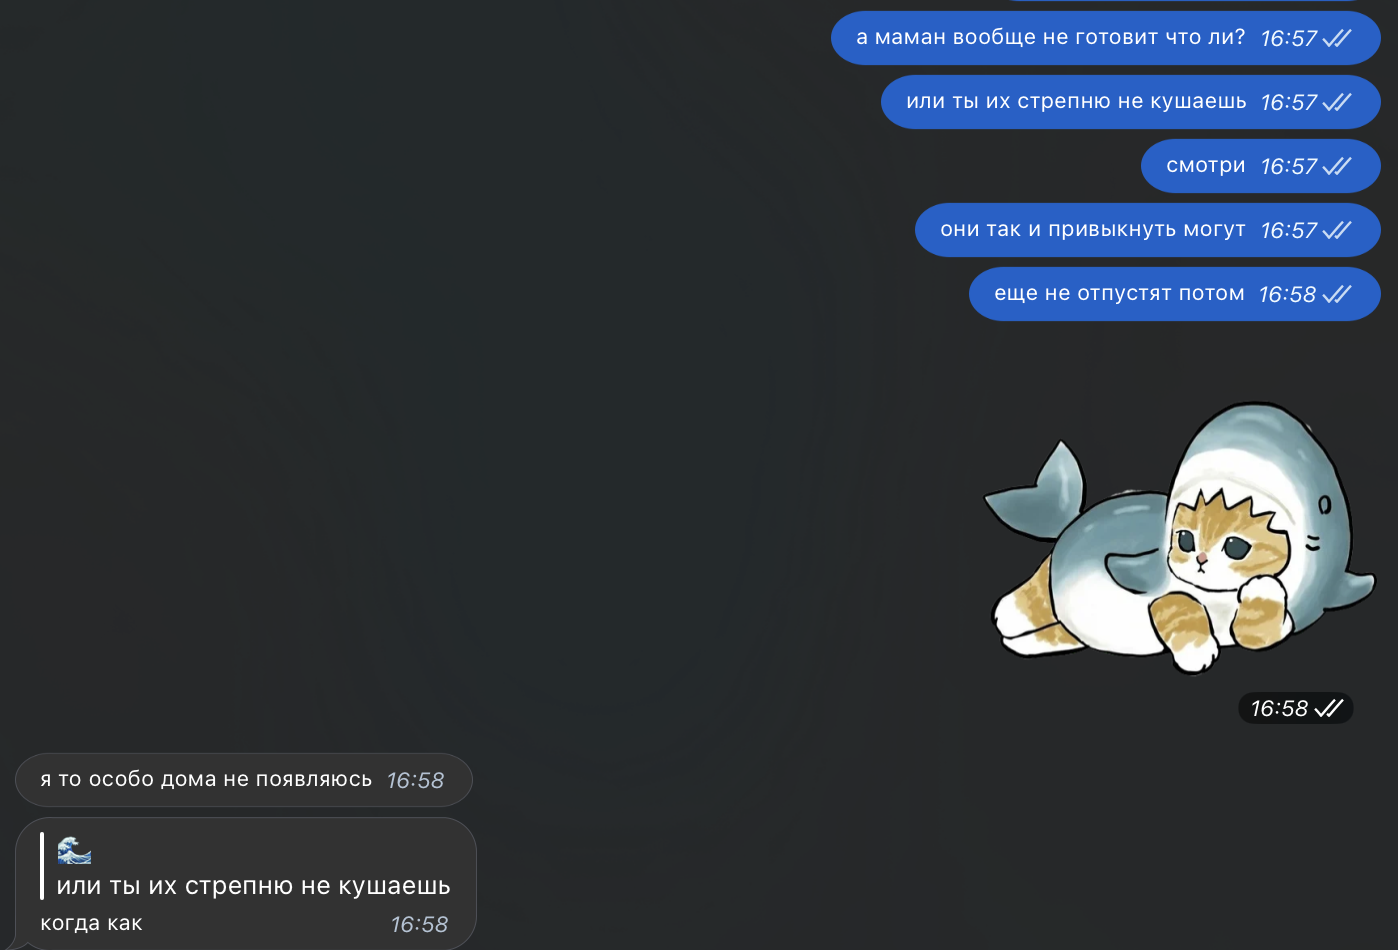 а маман вообще не готовит что ли? 16:57
или ты их стрепню не кушаешь 16:57
смотри 16:57
они так и привыкнуть могут 16:57
еще не отпустят потом 16:58
16:58
я то особо дома не появляюсь 16:58
🌊
или ты их стрепню не кушаешь
когда как 16:58